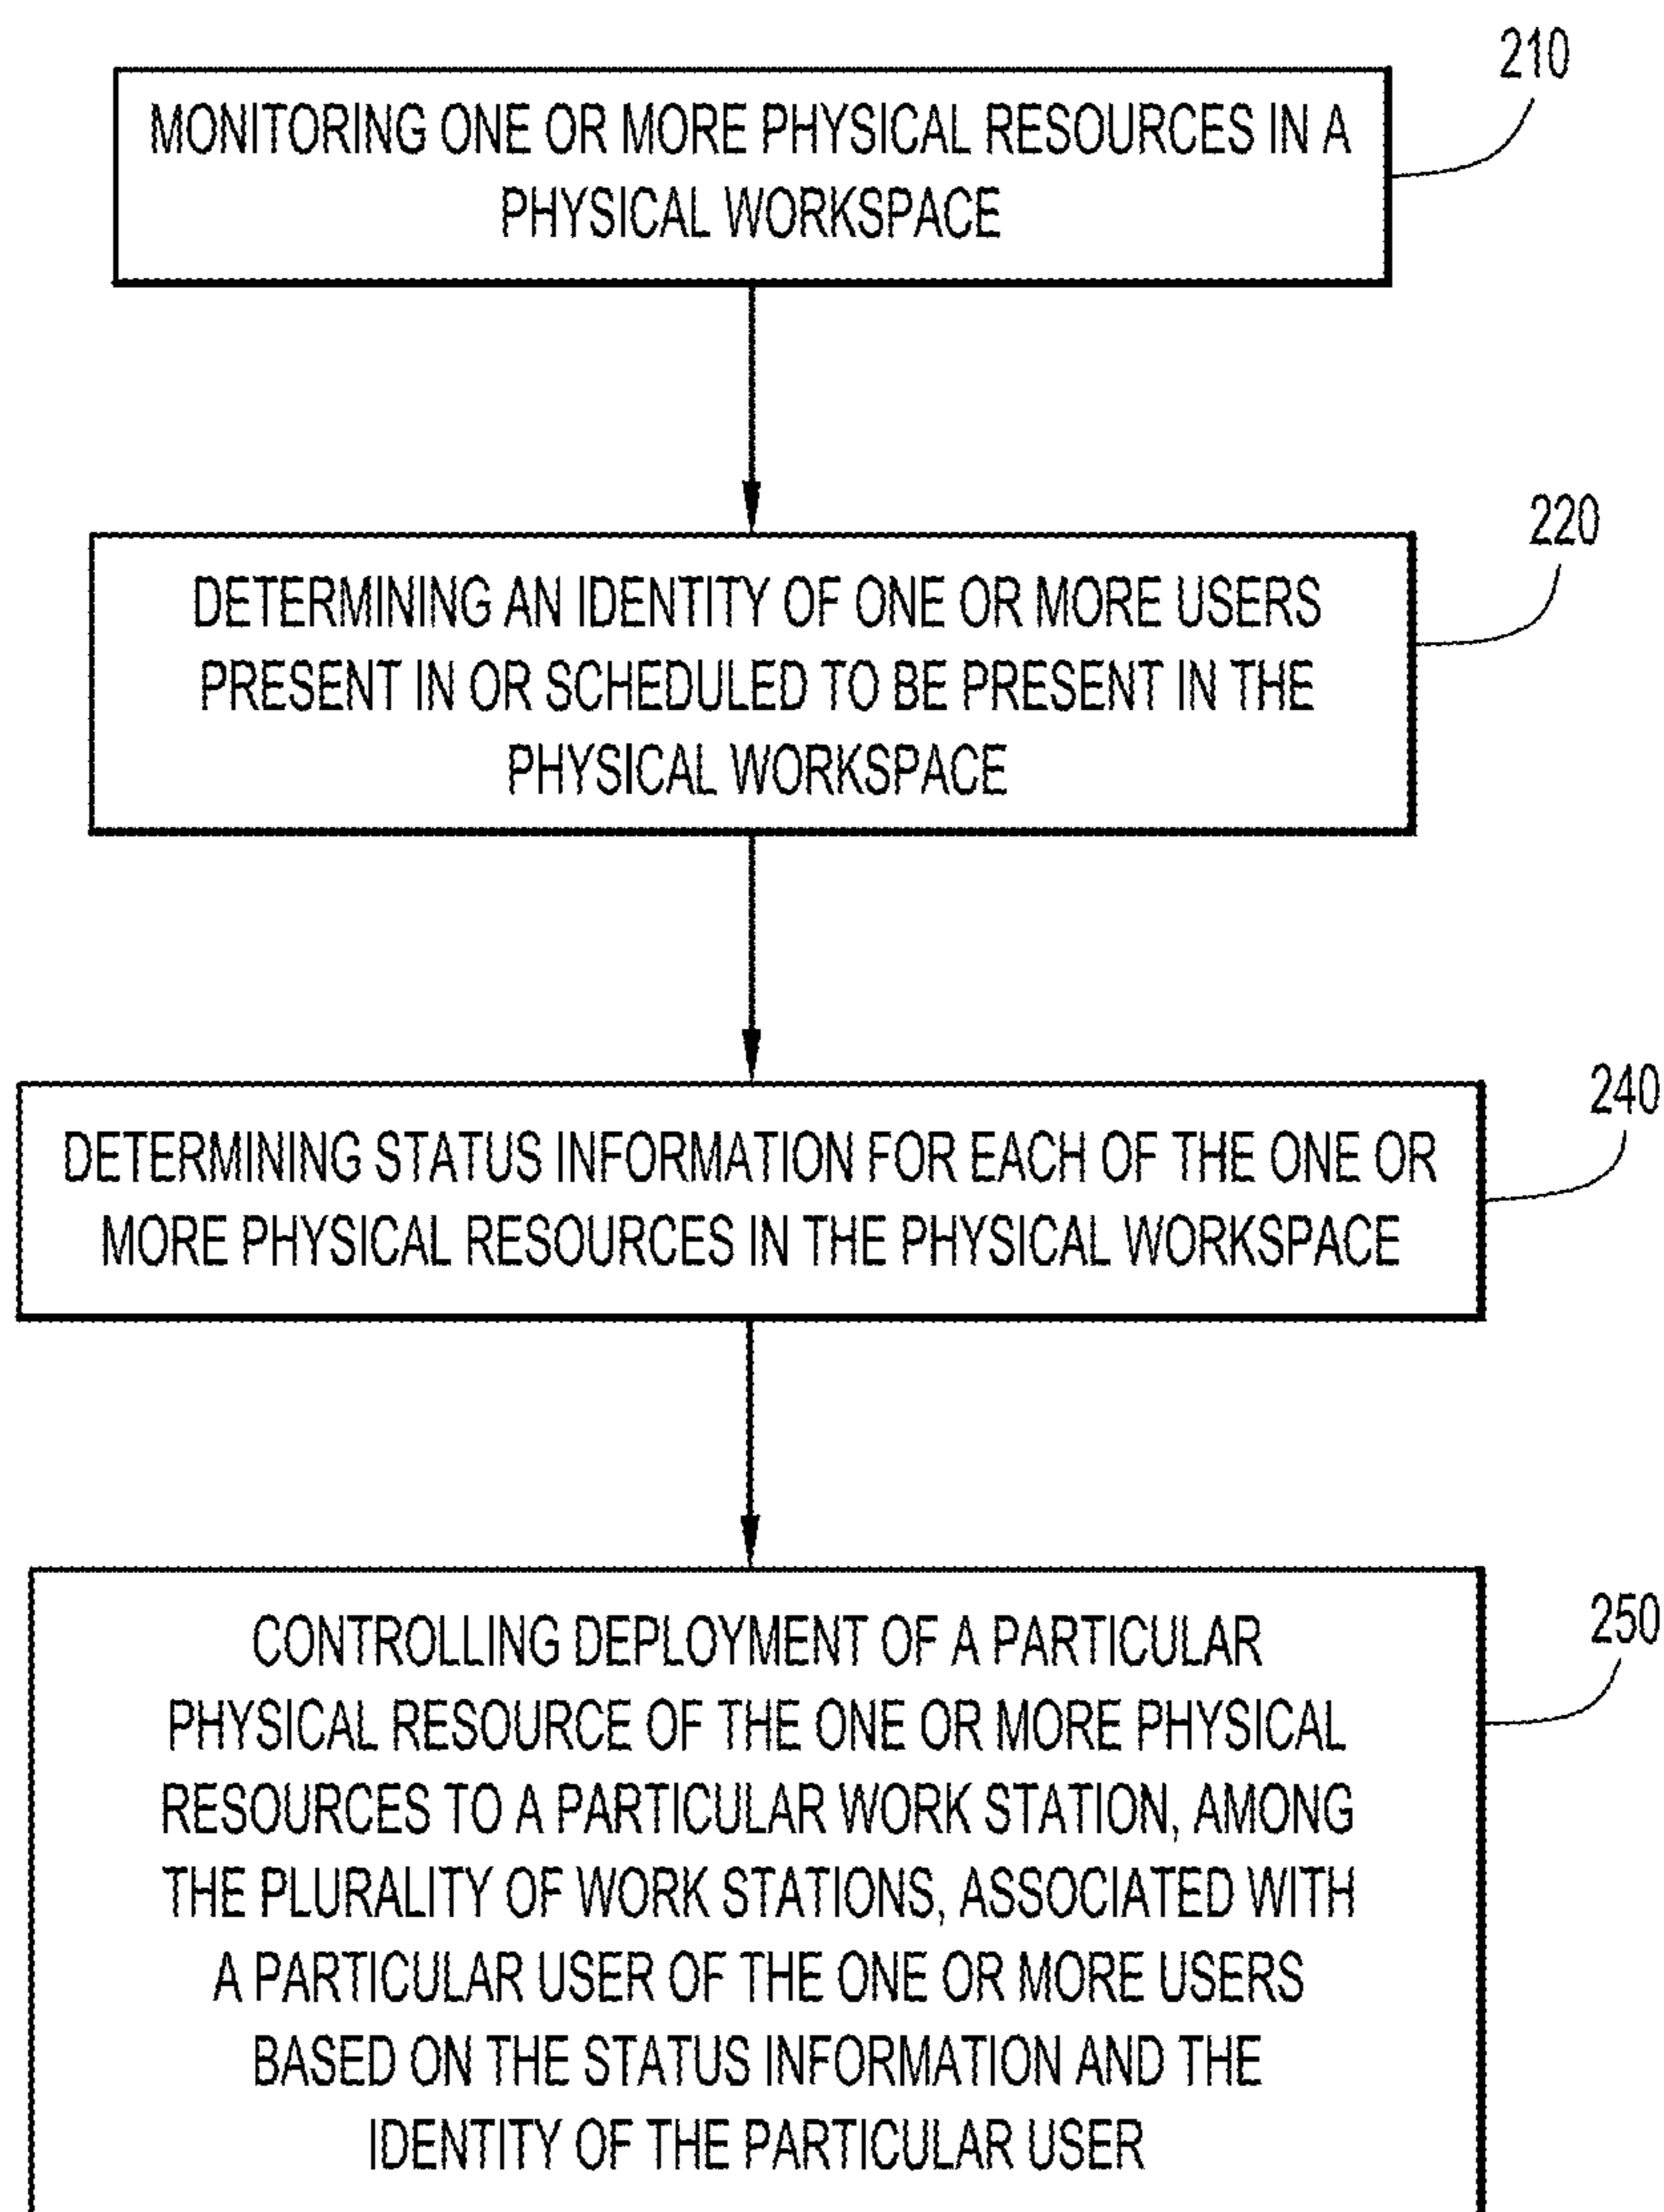 210
MONITORING ONE OR MORE PHYSICAL RESOURCES IN A
PHYSICAL WORKSPACE
220
DETERMINING AN IDENTITY OF ONE OR MORE USERS
PRESENT IN OR SCHEDULED TO BE PRESENT IN THE
PHYSICAL WORKSPACE
240
DETERMINING STATUS INFORMATION FOR EACH OF THE ONE OR
MORE PHYSICAL RESOURCES IN THE PHYSICAL WORKSPACE
250
CONTROLLING DEPLOYMENT OF A PARTICULAR
PHYSICAL RESOURCE OF THE ONE OR MORE PHYSICAL
RESOURCES TO A PARTICULAR WORK STATION, AMONG
THE PLURALITY OF WORK STATIONS, ASSOCIATED WITH
A PARTICULAR USER OF THE ONE OR MORE USERS
BASED ON THE STATUS INFORMATION AND THE
IDENTITY OF THE PARTICULAR USER